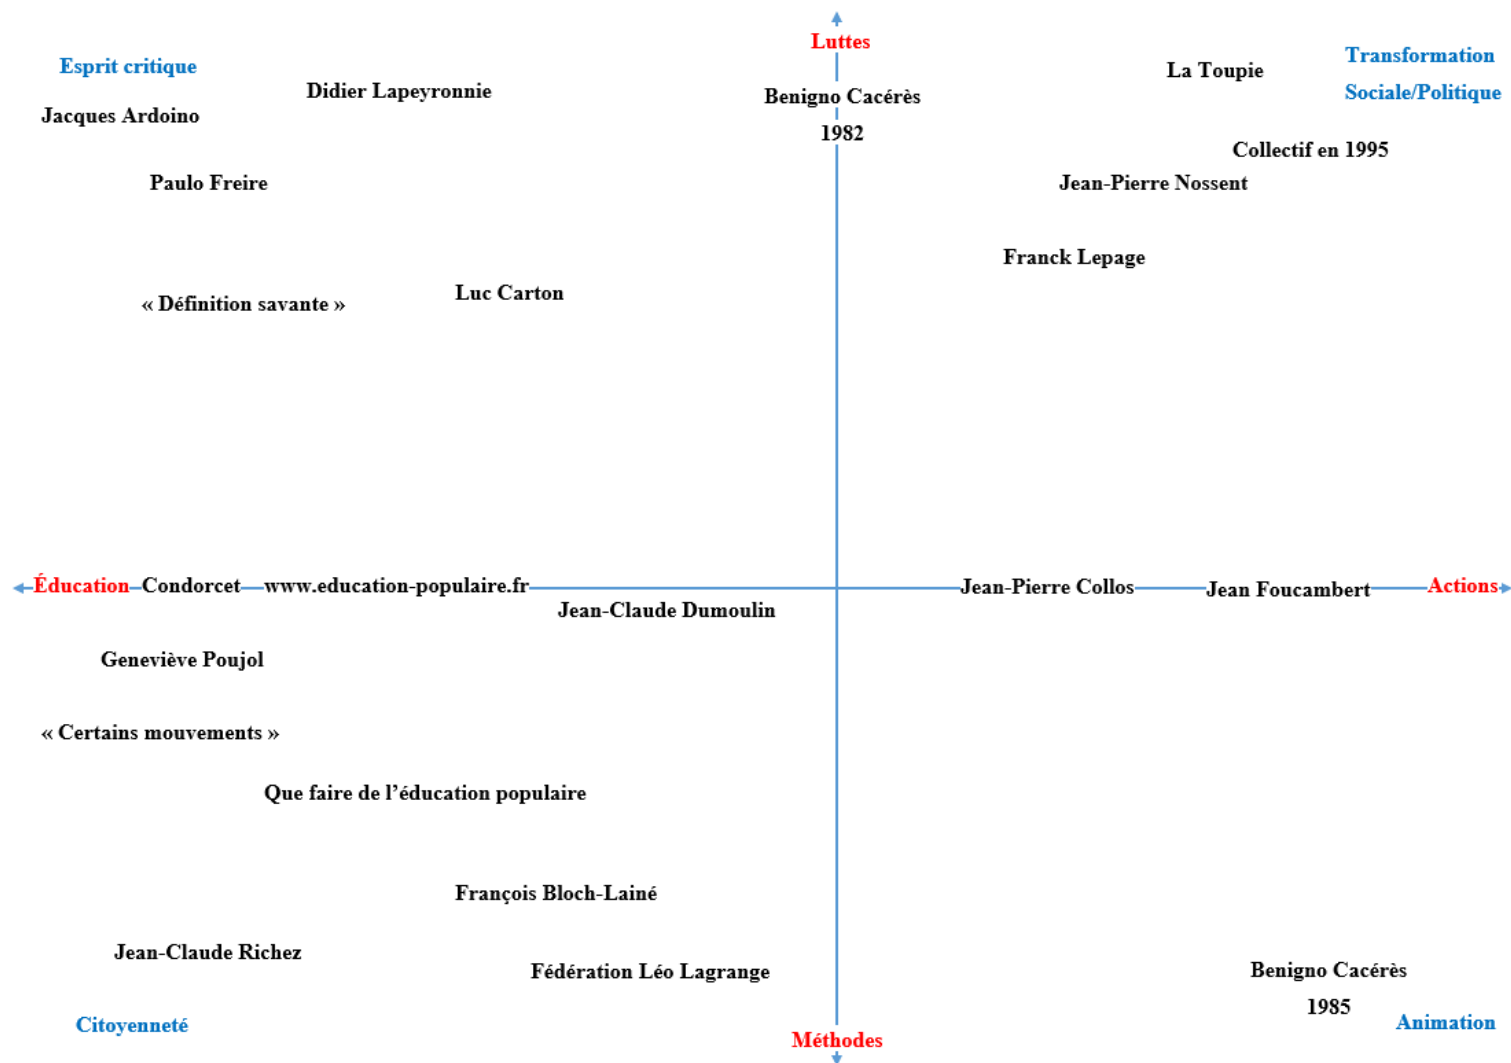 Luttes
Esprit critique
La Toupie
Transformation
Sociale/Politique
Didier Lapeyronnie
Benigno Cacérès
1982
Jacques Ardoino
Collectif en 1995
Paulo Freire
Jean-Pierre Nossent
Franck Lepage
« Définition savante »
Luc Carton
Éducation
Condorcet
www.education-populaire.fr
Jean-Pierre Collos
Jean Foucambert
Actions
Jean-Claude Dumoulin
Geneviève Poujol
« Certains mouvements »
Que faire de l’éducation populaire
François Bloch-Lainé
Jean-Claude Richez
Fédération Léo Lagrange
Benigno Cacérès
1985
Citoyenneté
Animation
Méthodes